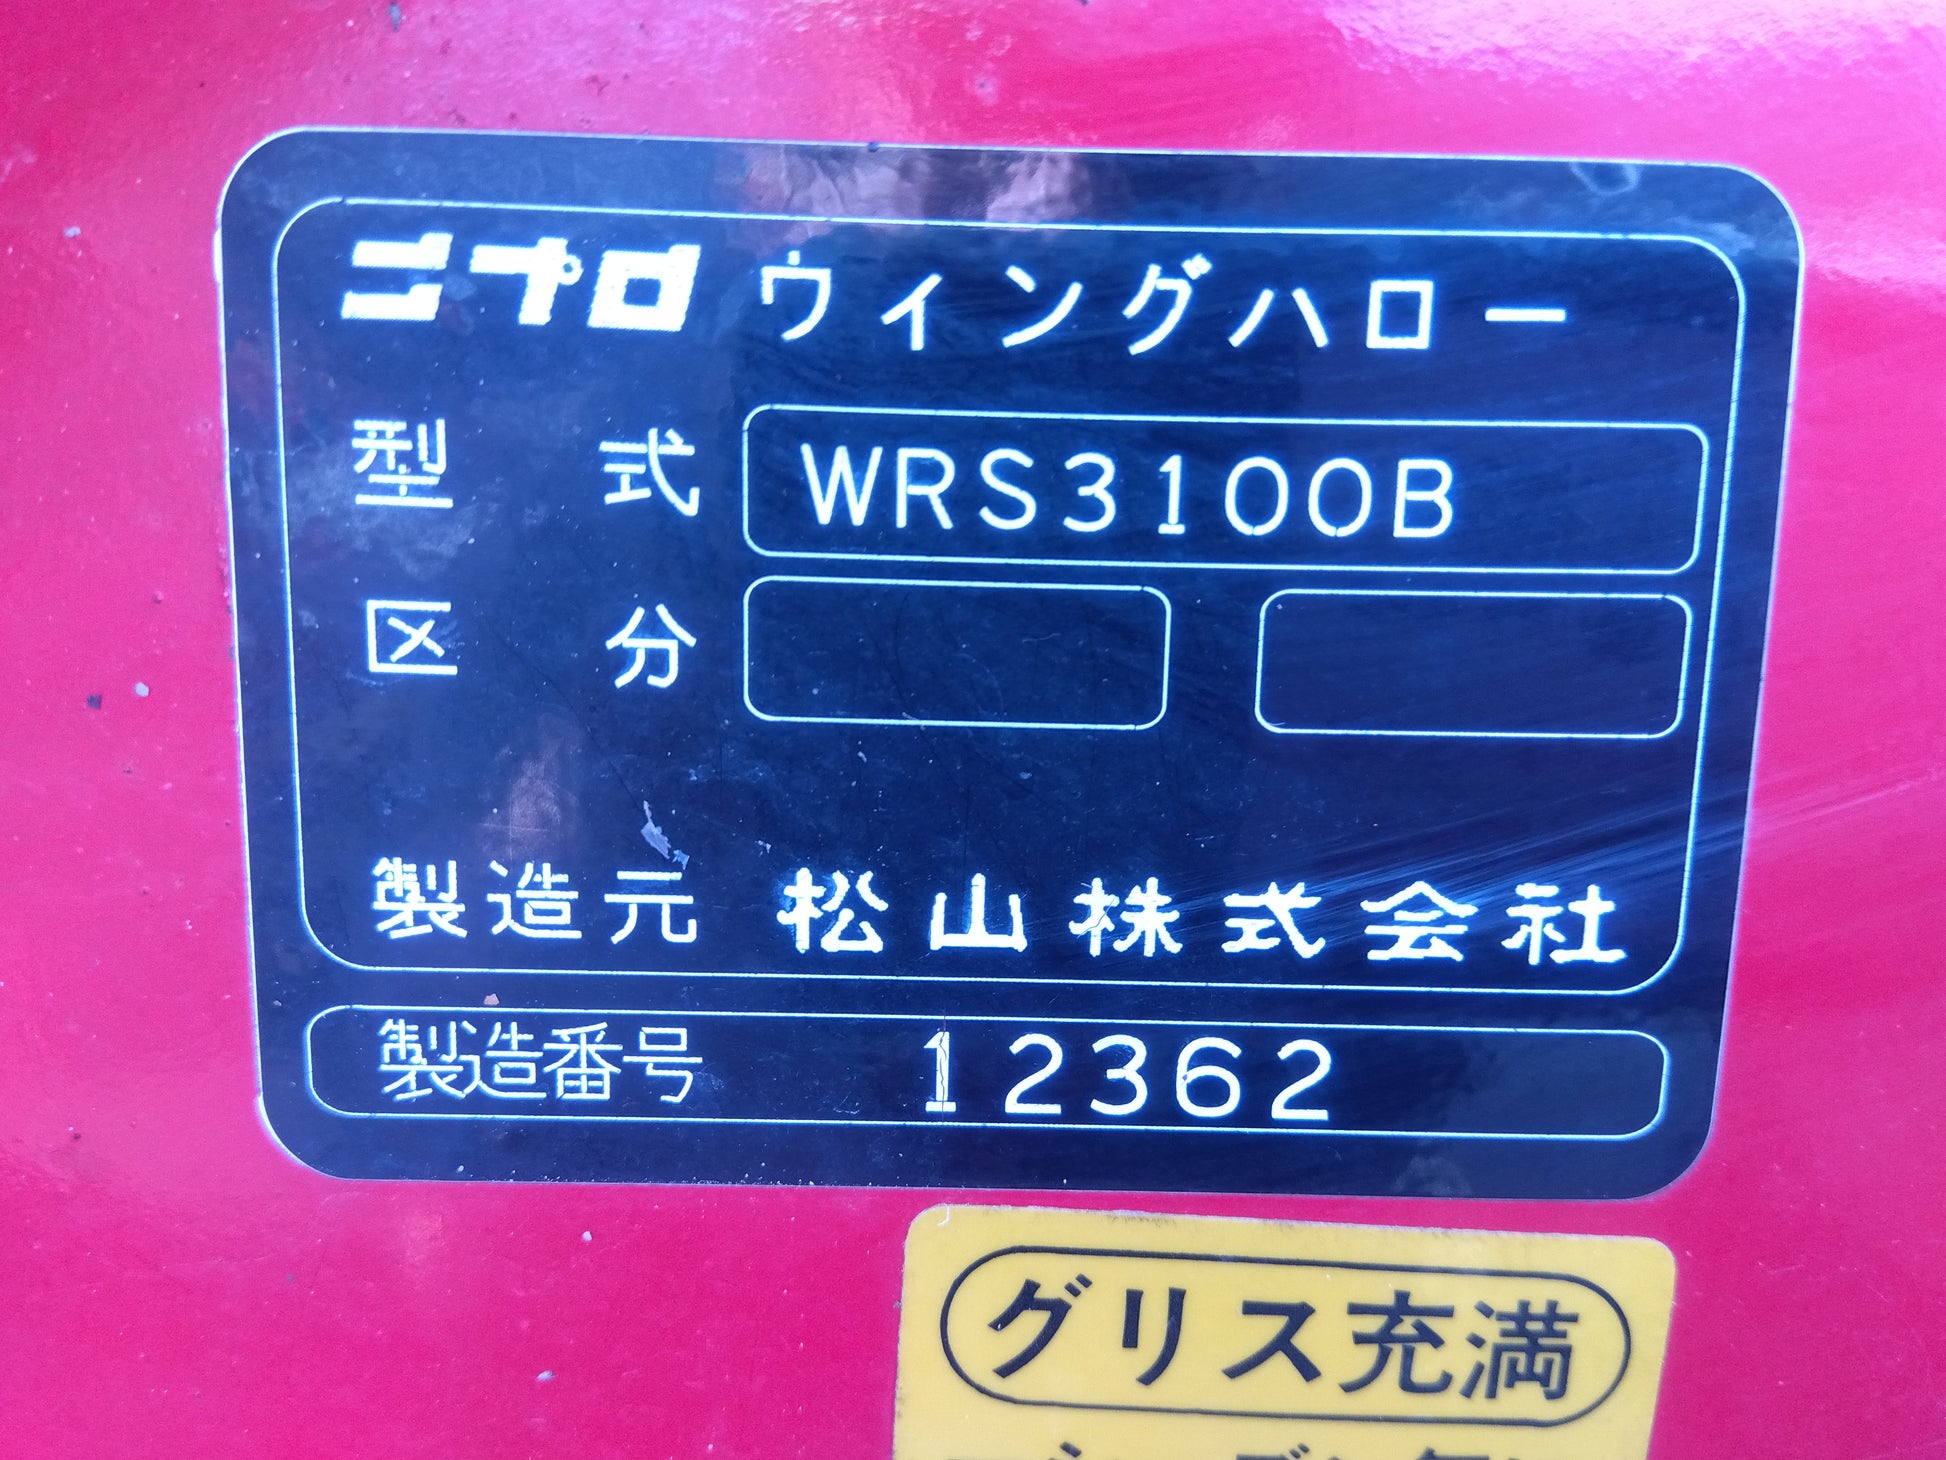 ニプロ ウィングハロー
型式 WRS3100B
区分
製造元 松山株式会社
製造番号 12362
グリス充満